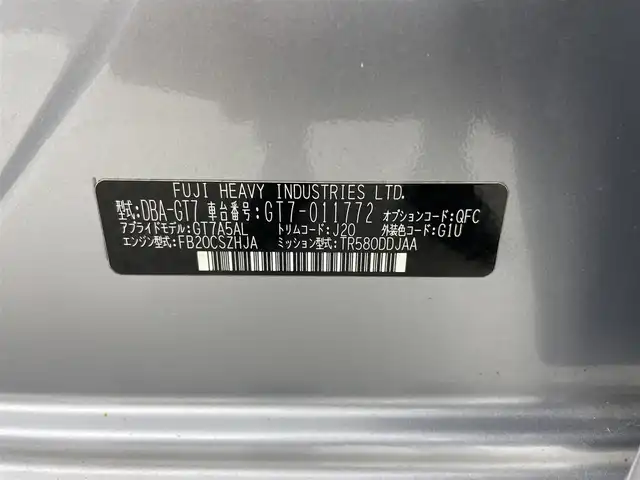 FUJI HEAVY INDUSTRIES LTD.
型式:DBA-GT7 車台番号:GT7-011772 オプションコード:QFC
アプライドモデル:GT7A5AL トリムコード:J20 外装色コード:G1U
エンジン型式:FB20CSZHJA ミッション型式:TR580DDJAA